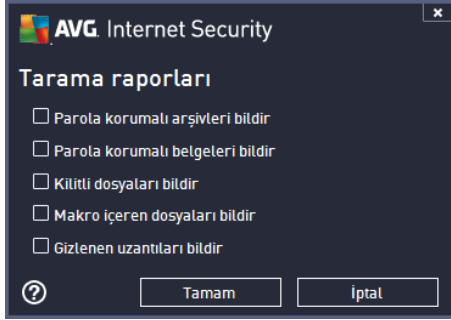 AVG. Internet Security
Tarama raporları
Parola korumalı arşivleri bildir
Parola korumalı belgeleri bildir
Kilitli dosyaları bildir
Makro içeren dosyaları bildir
Gizlenen uzantıları bildir
Tamam
İptal